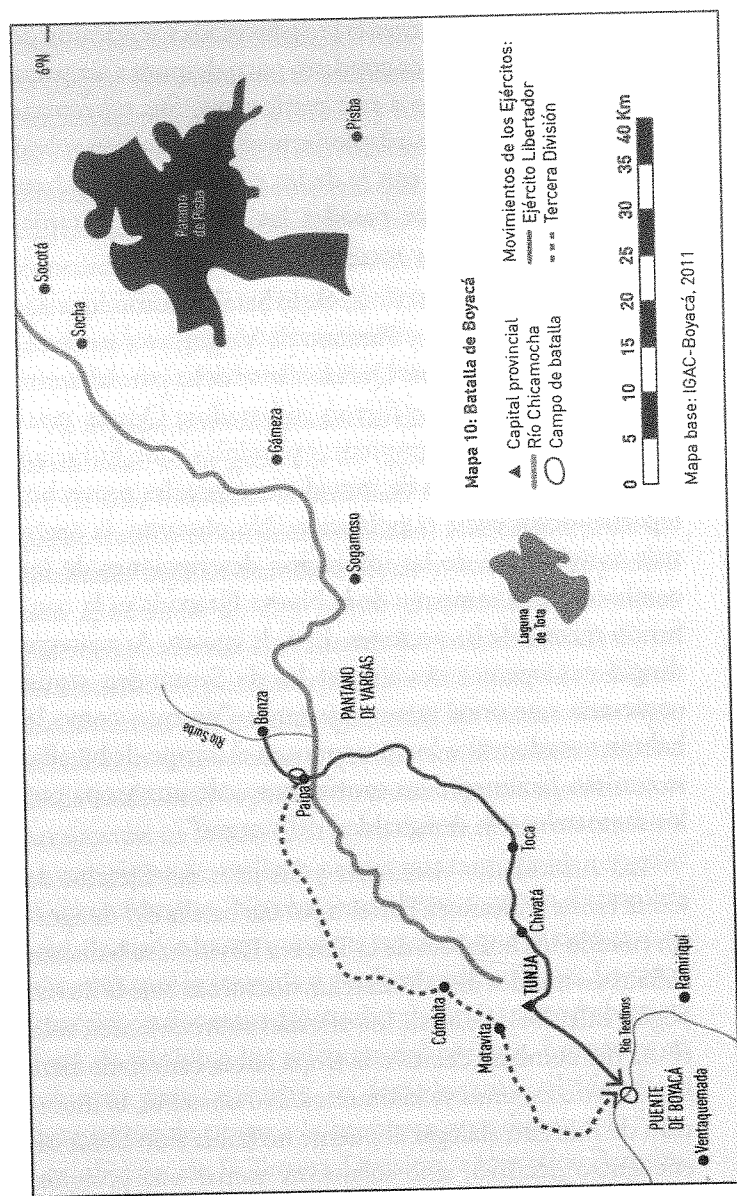 6ºN
Socotá
Socha
Páramo
de Pisba
Pisba
Gámeza
Sogamoso
Río Surba
Bonza
Paipa
PANTANO
DE VARGAS
Laguna
de Tota
Toca
Chivatá
TUNJA
Cómbita
Motavita
Río Teatinos
Ramiriquí
PUENTE
DE BOYACÁ
Ventaquemada
Mapa 10: Batalla de Boyacá
Capital provincial
Río Chicamocha
Campo de batalla
Movimientos de los Ejércitos:
Ejército Libertador
Tercera División
0 5 10 15 20 25 30 35 40 Km
Mapa base: IGAC-Boyacá, 2011